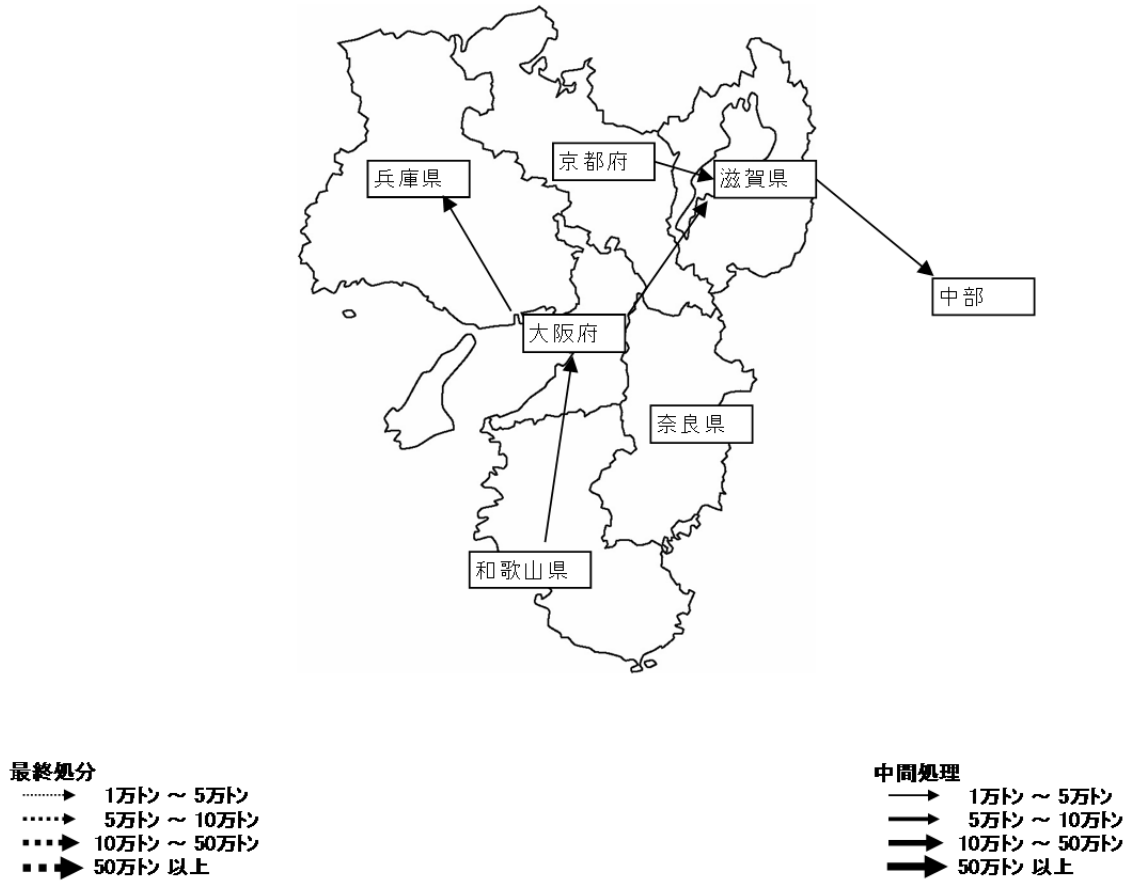 京都府
兵庫県
滋賀県
中部
大阪府
奈良県
和歌山県
最終処分
1万トン ～ 5万トン
5万トン ～ 10万トン
10万トン ～ 50万トン
50万トン 以上
中間処理
1万トン ～ 5万トン
5万トン ～ 10万トン
10万トン ～ 50万トン
50万トン 以上